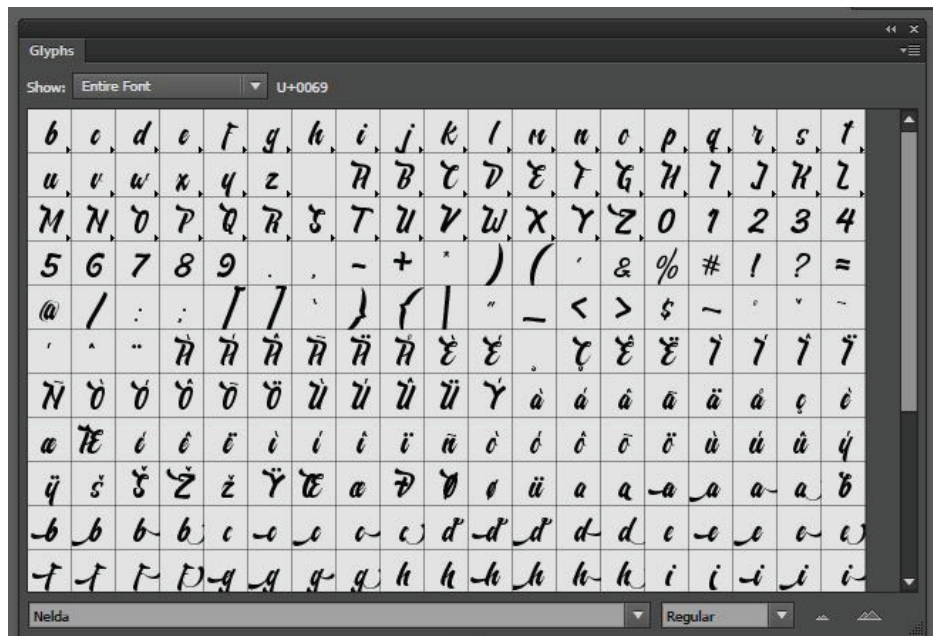 Glyphs
Show: Entire Font U+0069
b c d e f g h i j k l m n o p q r s t
u v w x y z A B C D E F G H I J K L
M N O P Q R S T U V W X Y Z 0 1 2 3 4
5 6 7 8 9 . , - + * ) ( ´ & % # ! ? =
@ / : ; [ ] ` } { | " _ < > $ ~ ° ˇ ˜
´ ^ ¨ À Á Â Ã Ä Å È É ¸ Ç Ê Ë Ì Í Î Ï
Ñ Ò Ó Ô Õ Ö Ù Ú Û Ü Ý à á â ã ä å ç è
æ Æ é ê ë ì í î ï ñ ò ó ô õ ö ù ú û ý
ÿ š Š Ž ž Ÿ Œ œ Đ Ø ø ü a a a a a a b
b b b b c c c c c d d d d d e e e e e
f f f f g g g g h h h h h h i i i i i
Nelda Regular